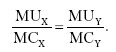 MU_X/MC_X = MU_Y/MC_Y.